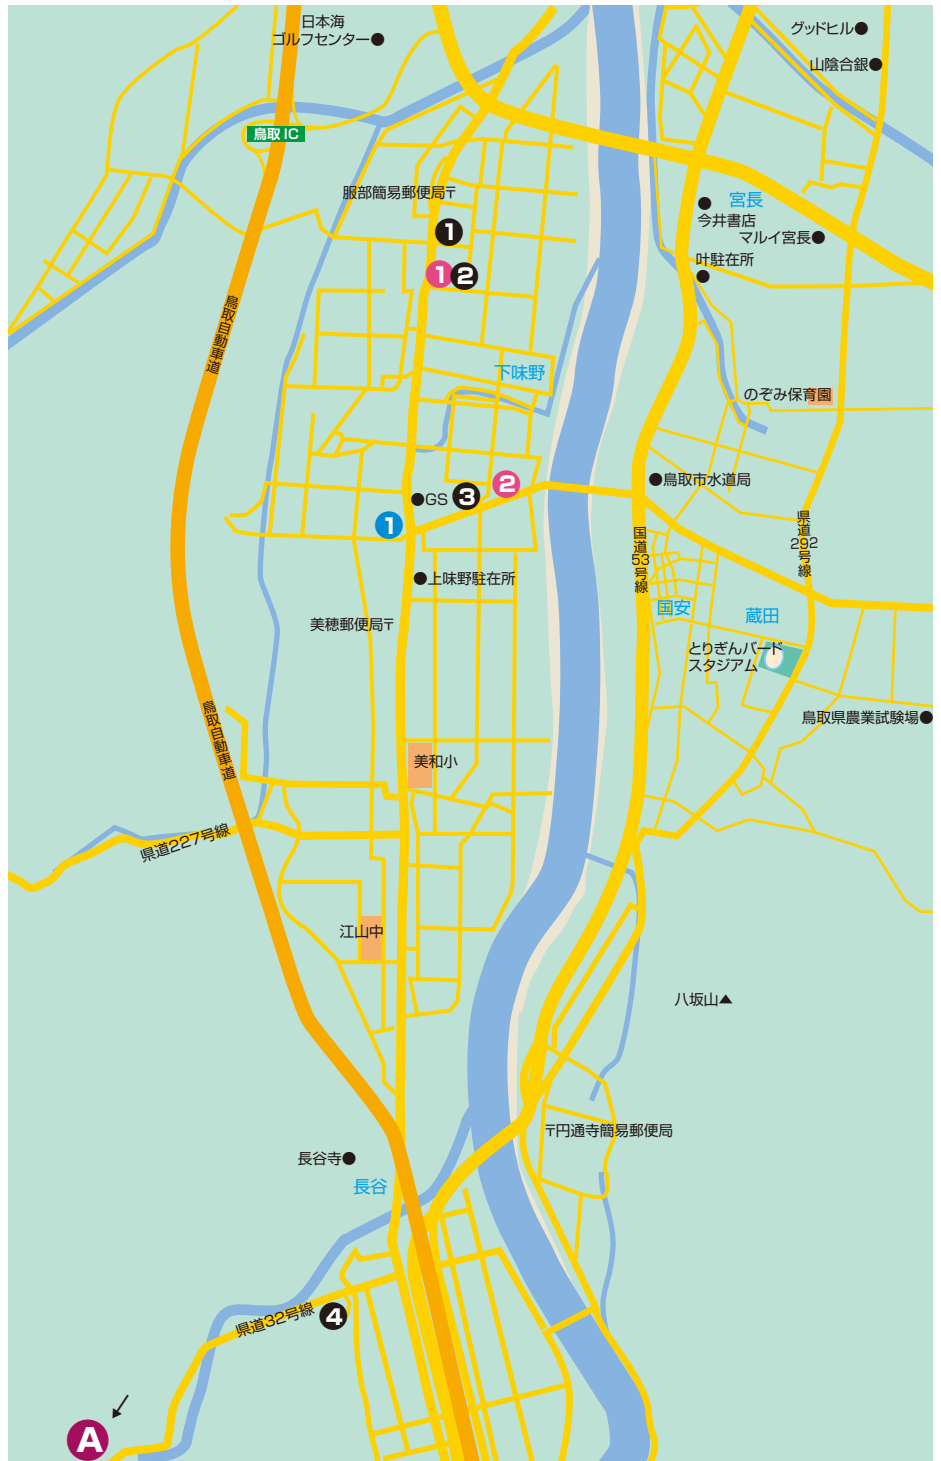 日本海
ゴルフセンター●
グッドヒル●
山陰合銀●
鳥取IC
服部簡易郵便局〒
宮長
今井書店
マルイ宮長●
叶駐在所
1
1 2
鳥取自動車道
下味野
のぞみ保育園
●鳥取市水道局
●GS
3
2
1
県道292号線
国道53号線
●上味野駐在所
国安
蔵田
美穂郵便局〒
とりぎんバード
スタジアム
鳥取自動車道
鳥取県農業試験場●
美和小
県道227号線
江山中
八坂山▲
〒円通寺簡易郵便局
長谷寺●
長谷
県道32号線
4
A